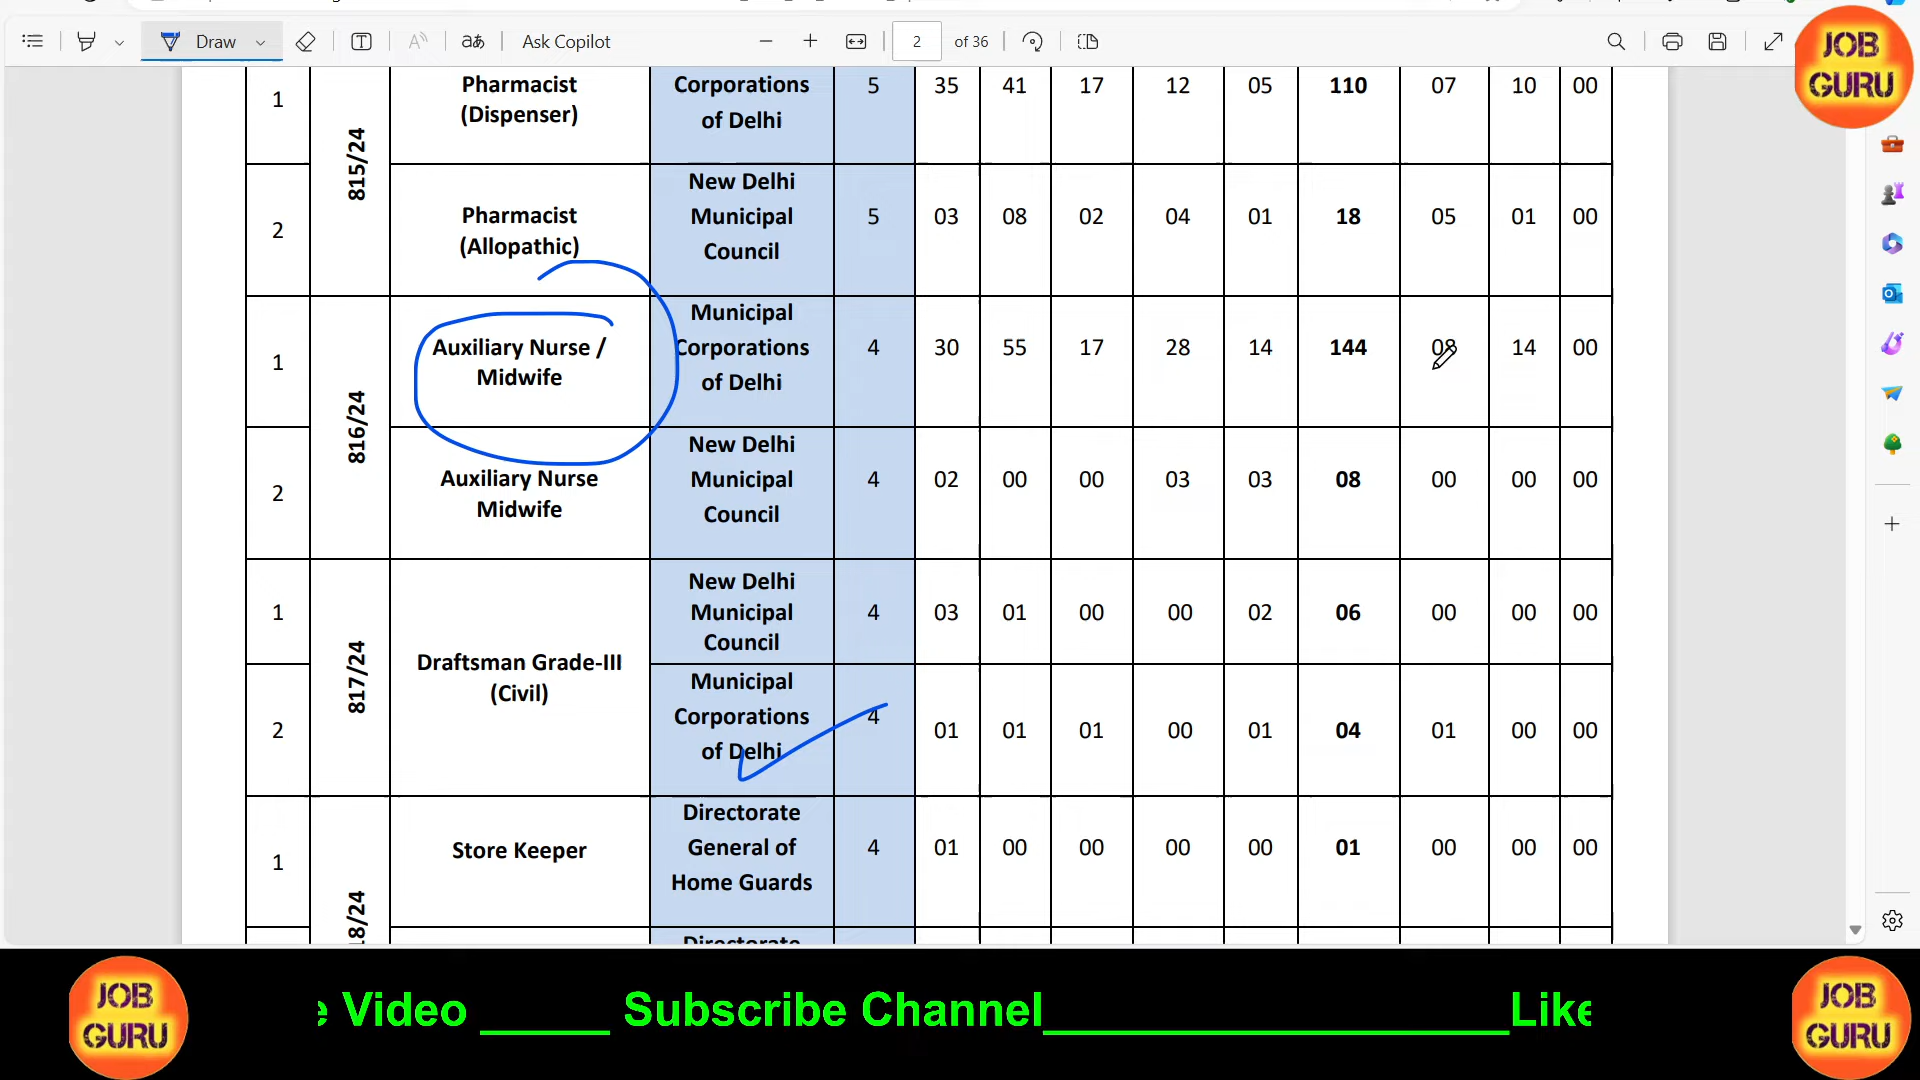 Draw
Ask Copilot
2
of 36
JOB
GURU
1
815/24
Pharmacist
(Dispenser)
Corporations
of Delhi
5
35
41
17
12
05
110
07
10
00
2
Pharmacist
(Allopathic)
New Delhi
Municipal
Council
5
03
08
02
04
01
18
05
01
00
1
816/24
Auxiliary Nurse /
Midwife
Municipal
Corporations
of Delhi
4
30
55
17
28
14
144
08
14
00
2
Auxiliary Nurse
Midwife
New Delhi
Municipal
Council
4
02
00
00
03
03
08
00
00
00
1
817/24
Draftsman Grade-III
(Civil)
New Delhi
Municipal
Council
4
03
01
00
00
02
06
00
00
00
2
Municipal
Corporations
of Delhi
4
01
01
01
00
01
04
01
00
00
1
18/24
Store Keeper
Directorate
General of
Home Guards
4
01
00
00
00
00
01
00
00
00
Directorate
JOB
GURU
e Video ______ Subscribe Channel__________________Like
JOB
GURU